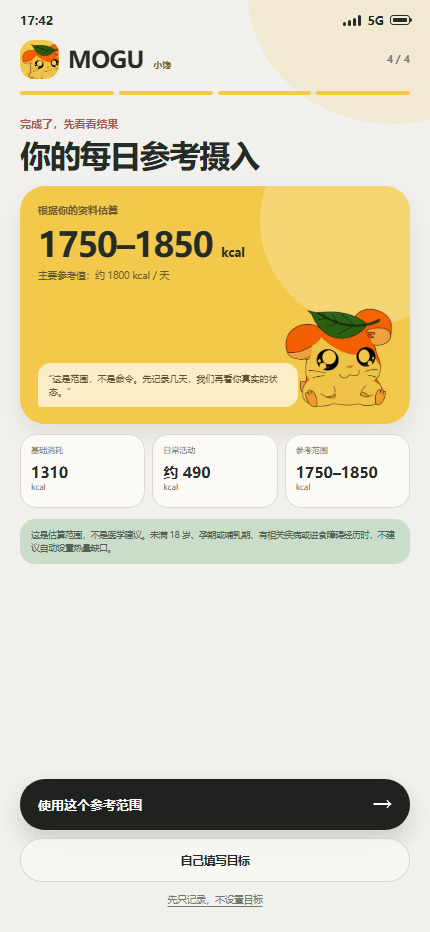 17:42
5G
MOGU 小馋
4 / 4
完成了，先看看结果
你的每日参考摄入
根据你的资料估算
1750–1850 kcal
主要参考值：约 1800 kcal / 天
“这是范围，不是命令。先记录几天，我们再看你真实的状
态。”
基础消耗
1310
kcal
日常活动
约 490
kcal
参考范围
1750–1850
kcal
这是估算范围，不是医学建议。未满 18 岁、孕期或哺乳期、有相关疾病或进食障碍经历时，不建
议自动设置热量缺口。
使用这个参考范围 →
自己填写目标
先只记录，不设置目标